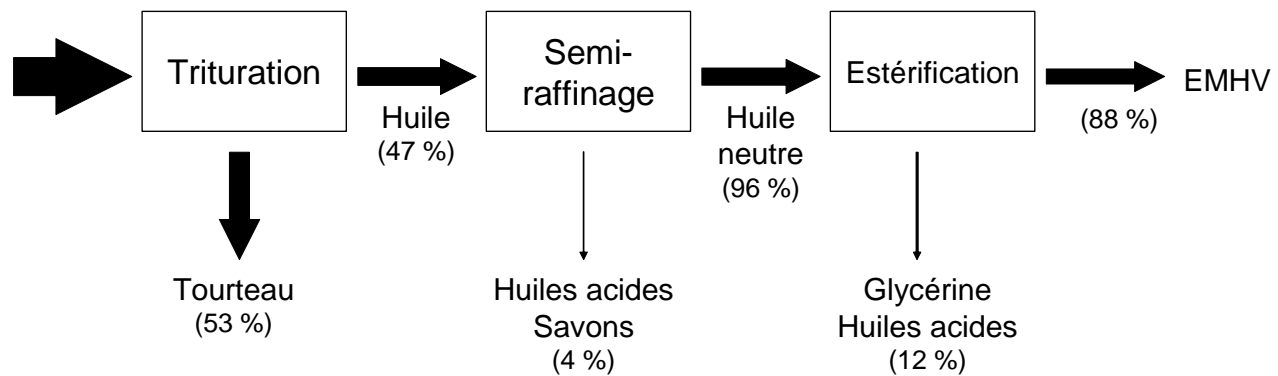 Trituration
Huile
(47 %)
Semi-
raffinage
Huile
neutre
(96 %)
Estérification
(88 %)
EMHV
Tourteau
(53 %)
Huiles acides
Savons
(4 %)
Glycérine
Huiles acides
(12 %)